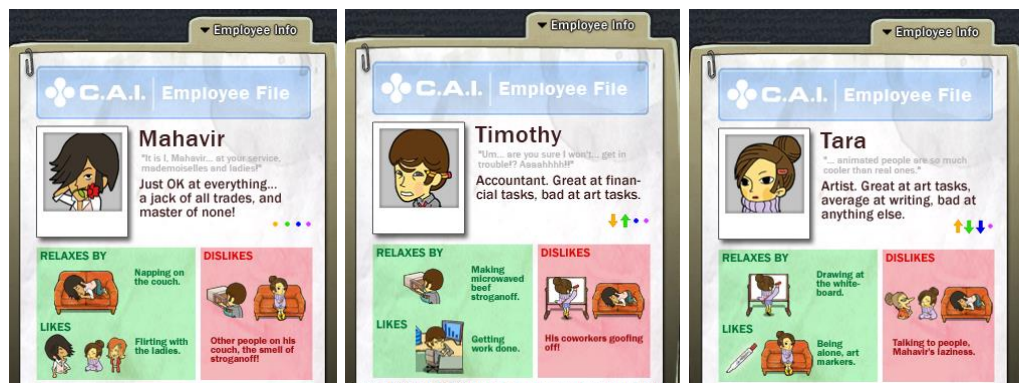 Employee Info
C.A.I. Employee File
Mahavir
"It is I, Mahavir... at your service,
mademoiselles and ladies!"
Just OK at everything...
a jack of all trades, and
master of none!
RELAXES BY
Napping on
the couch.
LIKES
Flirting with
the ladies.
DISLIKES
Other people on his
couch, the smell of
stroganoff!
Employee Info
C.A.I. Employee File
Timothy
"Um... are you sure I won't... get in
trouble!? Aaaahhhh!!"
Accountant. Great at finan-
cial tasks, bad at art tasks.
RELAXES BY
Making
microwaved
beef
stroganoff.
LIKES
Getting
work done.
DISLIKES
His coworkers goofing
off!
Employee Info
C.A.I. Employee File
Tara
"... animated people are so much
cooler than real ones."
Artist. Great at art tasks,
average at writing, bad at
anything else.
RELAXES BY
Drawing at
the white-
board.
LIKES
Being
alone, art
markers.
DISLIKES
Talking to people,
Mahavir's laziness.